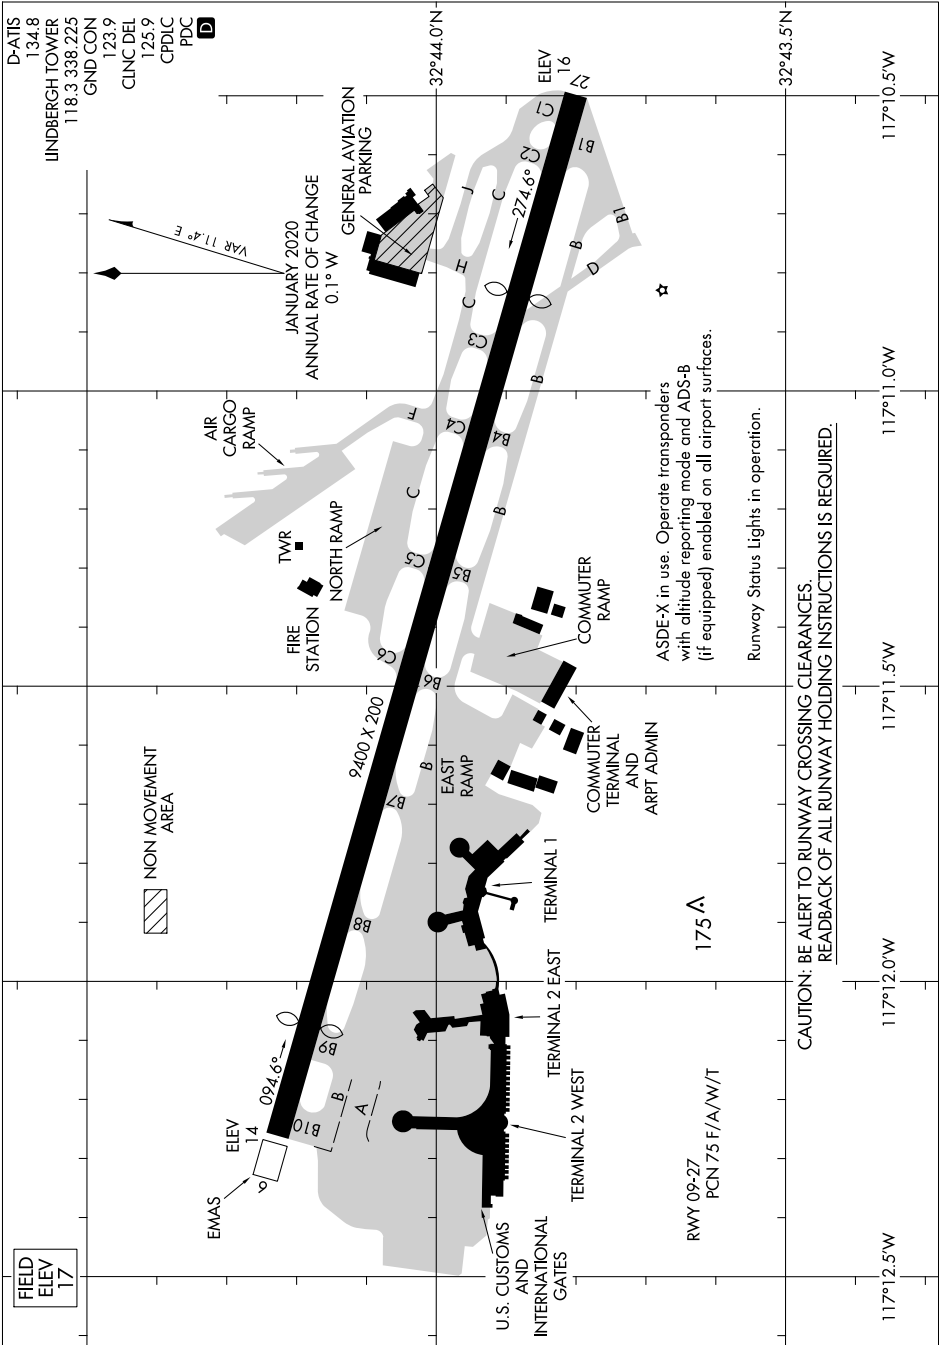 D-ATIS
134.8
LINDBERGH TOWER
118.3 338.225
GND CON
123.9
CLNC DEL
125.9
CPDLC
PDC
D
FIELD
ELEV
17
VAR 11.4° E
JANUARY 2020
ANNUAL RATE OF CHANGE
0.1° W
GENERAL AVIATION
PARKING
32°44.0'N
32°43.5'N
ELEV
16
27
C1
C2
B1
C
J
274.6°
B1
B
D
H
C
C3
B
AIR
CARGO
RAMP
F
C4
B4
C
B
TWR
NORTH RAMP
FIRE
STATION
C5
B5
C6
B6
COMMUTER
RAMP
ASDE-X in use. Operate transponders
with altitude reporting mode and ADS-B
(if equipped) enabled on all airport surfaces.
Runway Status Lights in operation.
9400 X 200
NON MOVEMENT
AREA
B
EAST
RAMP
B7
COMMUTER
TERMINAL
AND
ARPT ADMIN
B8
TERMINAL 1
175
TERMINAL 2 EAST
B9
094.6°
B
A
B10
ELEV
14
EMAS
9
TERMINAL 2 WEST
U.S. CUSTOMS
AND
INTERNATIONAL
GATES
RWY 09-27
PCN 75 F/A/W/T
CAUTION: BE ALERT TO RUNWAY CROSSING CLEARANCES.
READBACK OF ALL RUNWAY HOLDING INSTRUCTIONS IS REQUIRED.
117°12.5'W
117°12.0'W
117°11.5'W
117°11.0'W
117°10.5'W